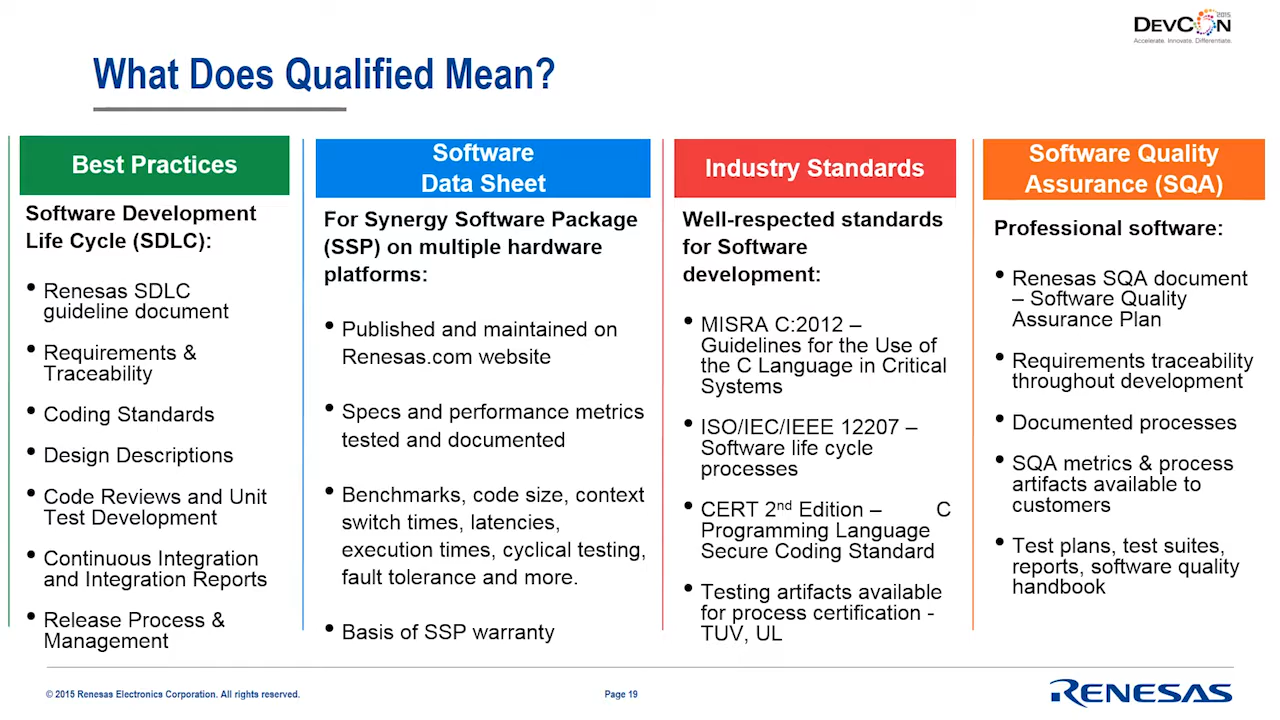 DEVCON 2015
Accelerate. Innovate. Differentiate.
What Does Qualified Mean?
Best Practices
Software Development
Life Cycle (SDLC):
• Renesas SDLC
guideline document
• Requirements &
Traceability
• Coding Standards
• Design Descriptions
• Code Reviews and Unit
Test Development
• Continuous Integration
and Integration Reports
• Release Process &
Management
Software
Data Sheet
For Synergy Software Package
(SSP) on multiple hardware
platforms:
• Published and maintained on
Renesas.com website
• Specs and performance metrics
tested and documented
• Benchmarks, code size, context
switch times, latencies,
execution times, cyclical testing,
fault tolerance and more.
• Basis of SSP warranty
Industry Standards
Well-respected standards
for Software
development:
• MISRA C:2012 –
Guidelines for the Use of
the C Language in Critical
Systems
• ISO/IEC/IEEE 12207 –
Software life cycle
processes
• CERT 2nd Edition – C
Programming Language
Secure Coding Standard
• Testing artifacts available
for process certification -
TUV, UL
Software Quality
Assurance (SQA)
Professional software:
• Renesas SQA document
– Software Quality
Assurance Plan
• Requirements traceability
throughout development
• Documented processes
• SQA metrics & process
artifacts available to
customers
• Test plans, test suites,
reports, software quality
handbook
© 2015 Renesas Electronics Corporation. All rights reserved.
Page 19
RENESAS